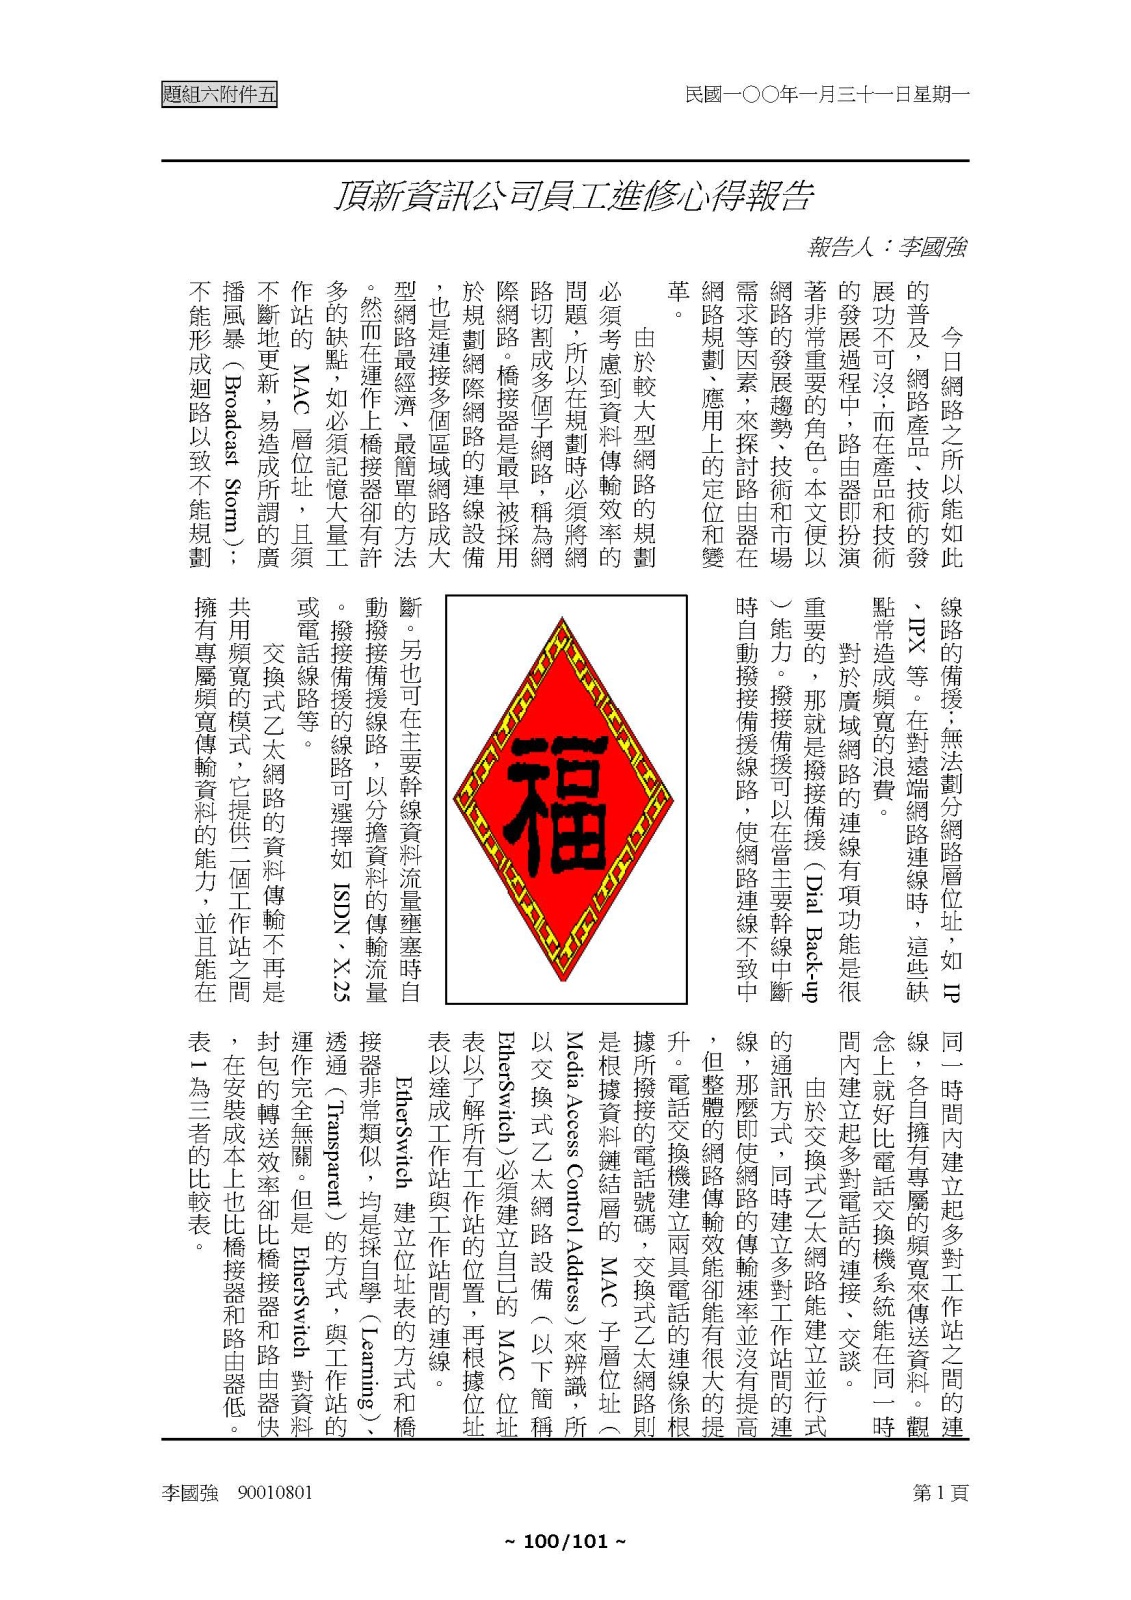 題組六附件五
民國一○○年一月三十一日星期一
頂新資訊公司員工進修心得報告
報告人：李國強
今日網路之所以能如此
的普及，網路產品、技術的發
展功不可沒；而在產品和技術
的發展過程中，路由器即扮演
著非常重要的角色。本文便以
網路的發展趨勢、技術和市場
需求等因素，來探討路由器在
網路規劃、應用上的定位和變
革。
由於較大型網路的規劃
必須考慮到資料傳輸效率的
問題，所以在規劃時必須將網
路切割成多個子網路，稱為網
際網路。橋接器是最早被採用
於規劃網際網路的連線設備
，也是連接多個區域網路成大
型網路最經濟、最簡單的方法
。然而在運作上橋接器卻有許
多的缺點，如必須記憶大量工
作站的 MAC 層位址，且須
不斷地更新，易造成所謂的廣
播風暴（Broadcast Storm）；
不能形成迴路以致不能規劃
線路的備援；無法劃分網路層位址，如 IP
、IPX 等。在對遠端網路連線時，這些缺
點常造成頻寬的浪費。
對於廣域網路的連線有項功能是很
重要的，那就是撥接備援（Dial Back-up
）能力。撥接備援可以在當主要幹線中斷
時自動撥接備援線路，使網路連線不致中
斷。另也可在主要幹線資料流量壅塞時自
動撥接備援線路，以分擔資料的傳輸流量
。撥接備援的線路可選擇如 ISDN、X.25
或電話線路等。
交換式乙太網路的資料傳輸不再是
共用頻寬的模式，它提供二個工作站之間
擁有專屬頻寬傳輸資料的能力，並且能在
福
同一時間內建立起多對工作站之間的連
線，各自擁有專屬的頻寬來傳送資料。觀
念上就好比電話交換機系統能在同一時
間內建立起多對電話的連接、交談。
由於交換式乙太網路能建立並行式
的通訊方式，同時建立多對工作站間的連
線，那麼即使網路的傳輸速率並沒有提高
，但整體的網路傳輸效能卻能有很大的提
升。電話交換機建立兩具電話的連線係根
據所撥接的電話號碼，交換式乙太網路則
是根據資料鏈結層的 MAC 子層位址（
Media Access Control Address）來辨識，所
以交換式乙太網路設備（以下簡稱
EtherSwitch）必須建立自己的 MAC 位址
表以了解所有工作站的位置，再根據位址
表以達成工作站與工作站間的連線。
EtherSwitch 建立位址表的方式和橋
接器非常類似，均是採自學（Learning）、
透通（Transparent）的方式，與工作站的
運作完全無關。但是 EtherSwitch 對資料
封包的轉送效率卻比橋接器和路由器快
，在安裝成本上也比橋接器和路由器低。
表 1 為三者的比較表。
李國強　90010801
第 1 頁
~ 100/101 ~